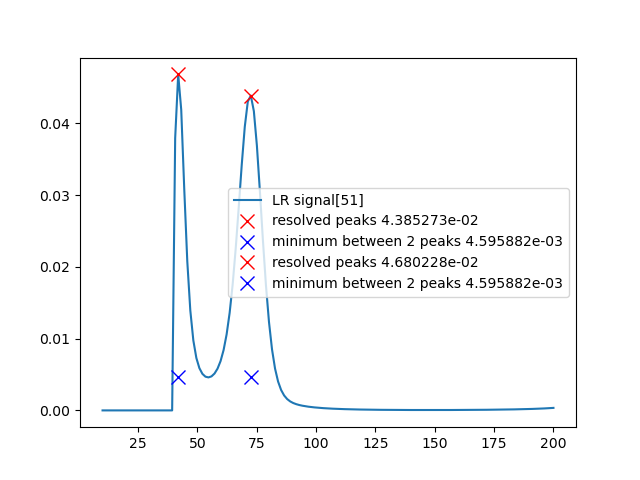 0.04
0.03
0.02
0.01
0.00
LR signal[51]
resolved peaks 4.385273e-02
minimum between 2 peaks 4.595882e-03
resolved peaks 4.680228e-02
minimum between 2 peaks 4.595882e-03
25 50 75 100 125 150 175 200